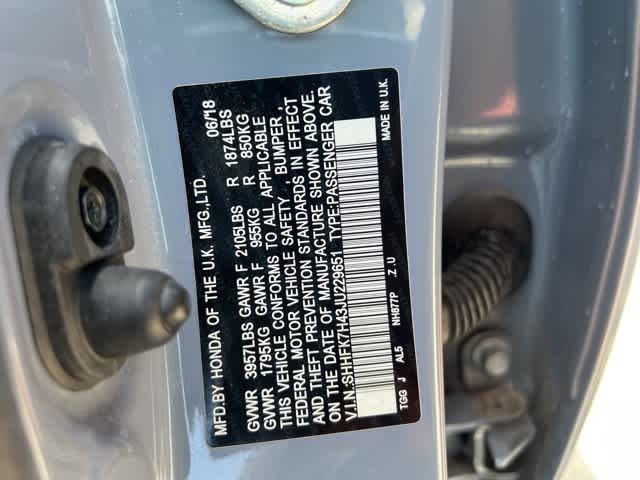 MFD.BY HONDA OF THE U.K. MFG.,LTD. 06/18
GVWR 3957LBS GAWR F 2105LBS R 1874LBS
GVWR 1795KG GAWR F 955KG R 850KG
THIS VEHICLE CONFORMS TO ALL APPLICABLE
FEDERAL MOTOR VEHICLE SAFETY , BUMPER ,
AND THEFT PREVENTION STANDARDS IN EFFECT
ON THE DATE OF MANUFACTURE SHOWN ABOVE.
V.I.N.:SHHFK7H43JU229651 TYPE:PASSENGER CAR
TGG J AL5 NH877P .Z.U MADE IN U.K.